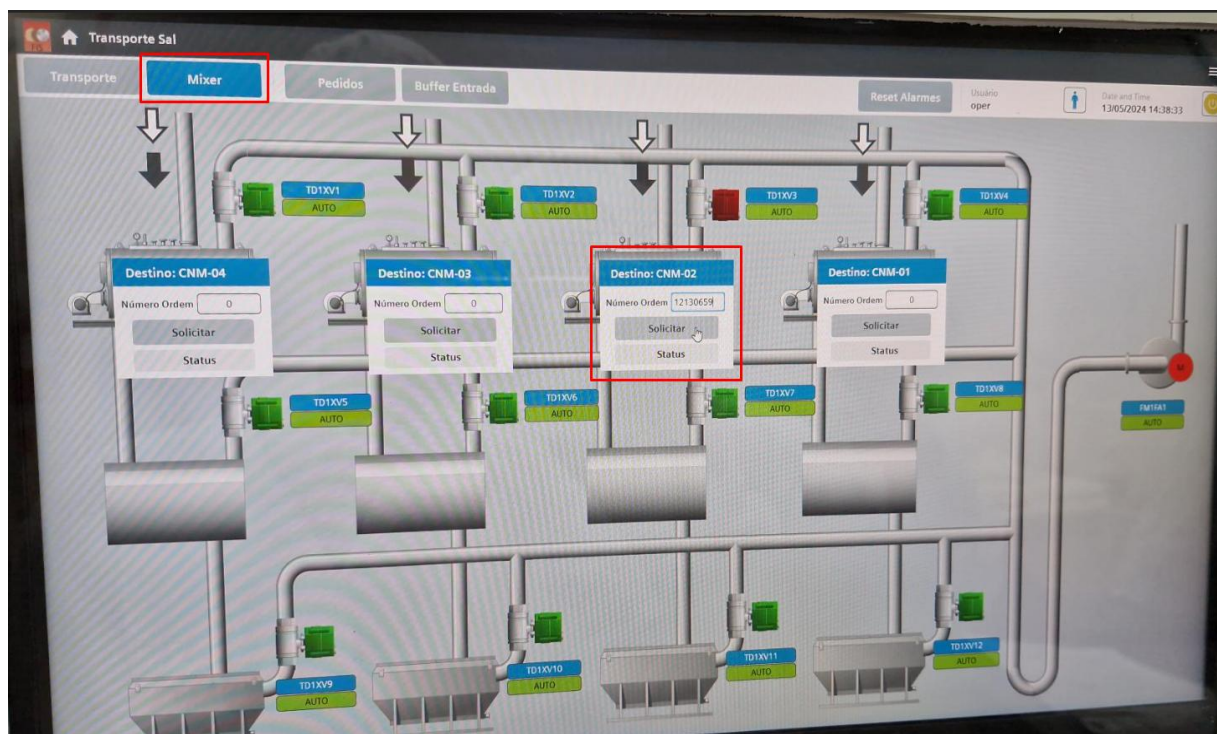 Transporte Sal
Transporte
Mixer
Pedidos
Buffer Entrada
Reset Alarmes
Usuário
oper
Date and Time
13/05/2024 14:38:33
TD1XV1
AUTO
TD1XV2
AUTO
TD1XV3
AUTO
TD1XV4
AUTO
Destino: CNM-04
Número Ordem 0
Solicitar
Status
Destino: CNM-03
Número Ordem 0
Solicitar
Status
Destino: CNM-02
Número Ordem 12130659
Solicitar
Status
Destino: CNM-01
Número Ordem 0
Solicitar
Status
TD1XV5
AUTO
TD1XV6
AUTO
TD1XV7
AUTO
TD1XV8
AUTO
M
FM1FA1
AUTO
TD1XV9
AUTO
TD1XV10
AUTO
TD1XV11
AUTO
TD1XV12
AUTO